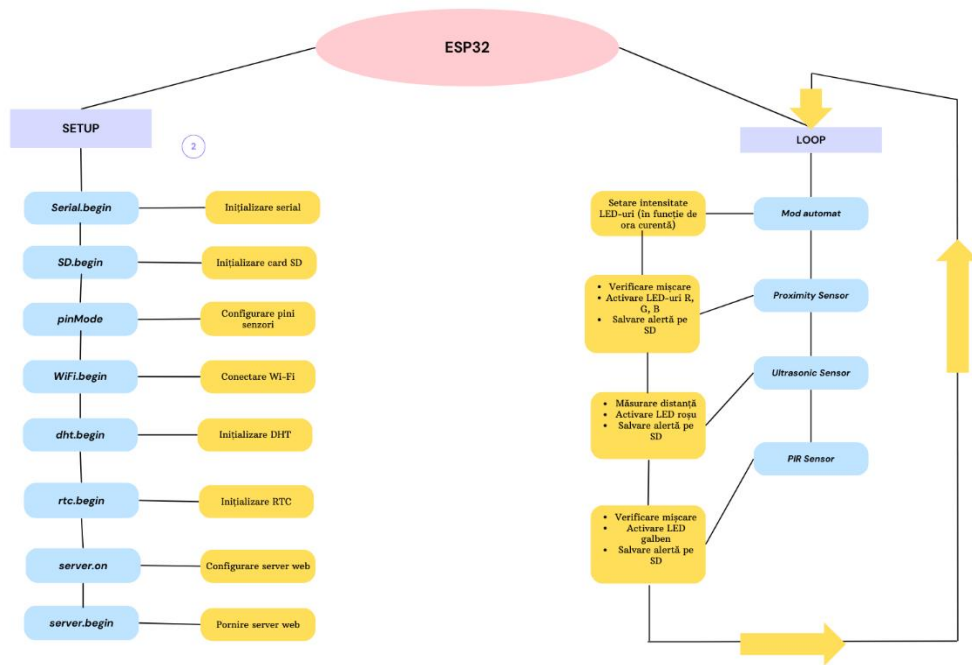 ESP32
SETUP
2
Serial.begin
Inițializare serial
SD.begin
Inițializare card SD
pinMode
Configurare pini
senzori
WiFi.begin
Conectare Wi-Fi
dht.begin
Inițializare DHT
rtc.begin
Inițializare RTC
server.on
Configurare server web
server.begin
Pornire server web
LOOP
Setare intensitate
LED-uri (în funcție de
ora curentă)
Mod automat
• Verificare mișcare
• Activare LED-uri R,
G, B
• Salvare alertă pe
SD
Proximity Sensor
• Măsurare distanță
• Activare LED roșu
• Salvare alertă pe
SD
Ultrasonic Sensor
• Verificare mișcare
• Activare LED
galben
• Salvare alertă pe
SD
PIR Sensor